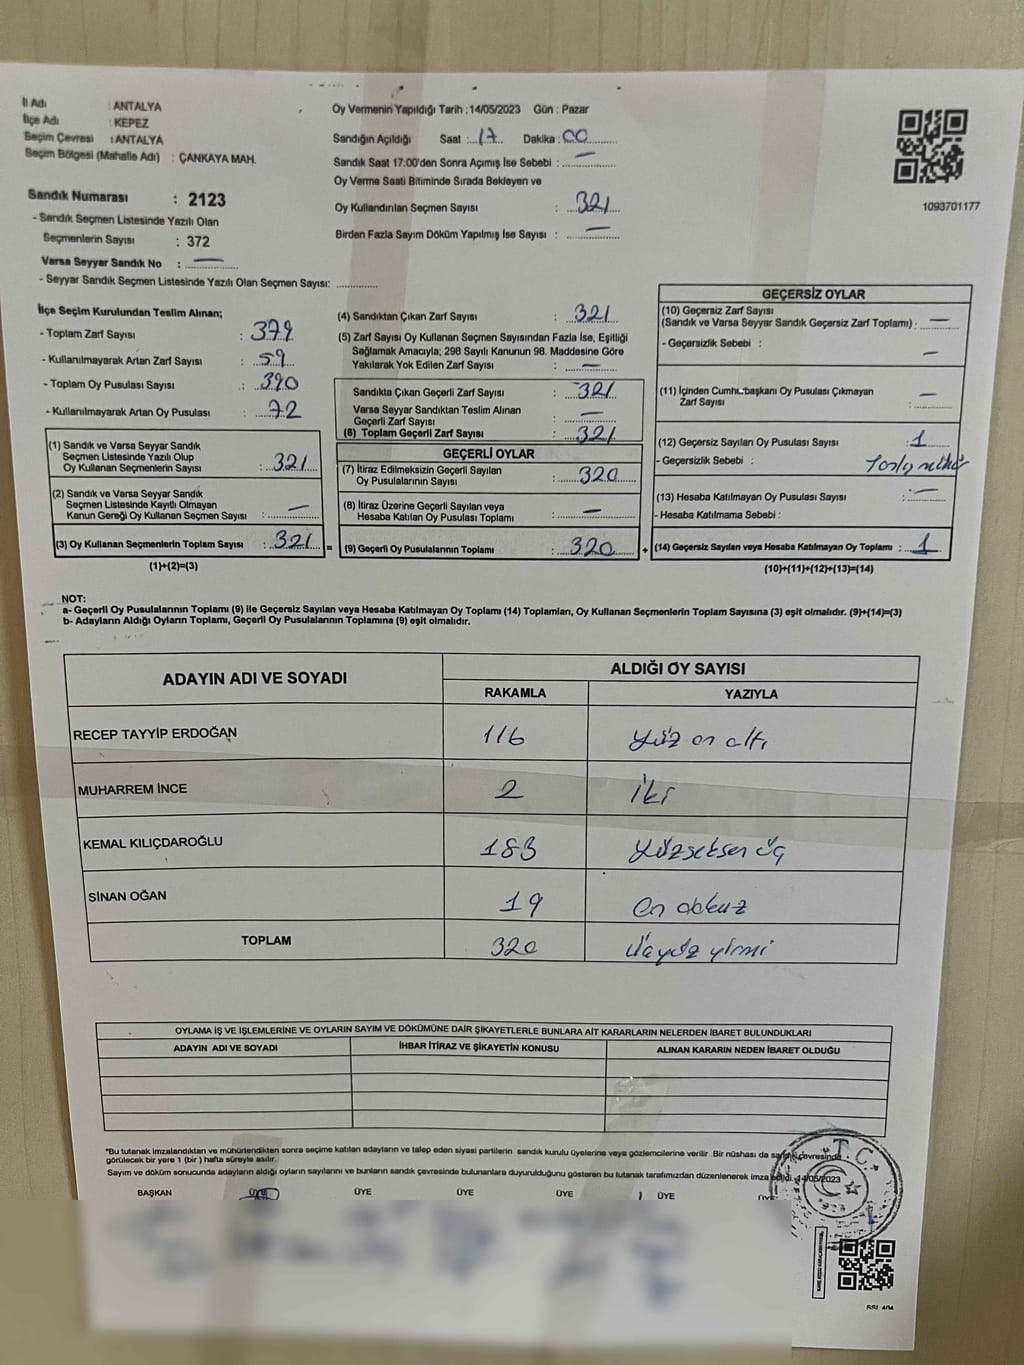 İl Adı : ANTALYA
İlçe Adı : KEPEZ
Seçim Çevresi : ANTALYA
Seçim Bölgesi (Mahalle Adı) : ÇANKAYA MAH.
Sandık Numarası : 2123
- Sandık Seçmen Listesinde Yazılı Olan
Seçmenlerin Sayısı : 372
Varsa Seyyar Sandık No : —
- Seyyar Sandık Seçmen Listesinde Yazılı Olan Seçmen Sayısı: ............
Oy Vermenin Yapıldığı Tarih : 14/05/2023 Gün : Pazar
Sandığın Açıldığı Saat : 17 Dakika : 00
Sandık Saat 17:00'den Sonra Açımış İse Sebebi : —
Oy Verme Saati Bitiminde Sırada Bekleyen ve
Oy Kullandırılan Seçmen Sayısı : 321
Birden Fazla Sayım Döküm Yapılmış İse Sayısı : —
1093701177
İlçe Seçim Kurulundan Teslim Alınan;
- Toplam Zarf Sayısı : 379
- Kullanılmayarak Artan Zarf Sayısı : 59
- Toplam Oy Pusulası Sayısı : 390
- Kullanılmayarak Artan Oy Pusulası : 72
(1) Sandık ve Varsa Seyyar Sandık
Seçmen Listesinde Yazılı Olup
Oy Kullanan Seçmenlerin Sayısı : 321
(2) Sandık ve Varsa Seyyar Sandık
Seçmen Listesinde Kayıtlı Olmayan
Kanun Gereği Oy Kullanan Seçmen Sayısı : —
(3) Oy Kullanan Seçmenlerin Toplam Sayısı : 321
(1)+(2)=(3)
=
(4) Sandıktan Çıkan Zarf Sayısı : 321
(5) Zarf Sayısı Oy Kullanan Seçmen Sayısından Fazla İse, Eşitliği
Sağlamak Amacıyla; 298 Sayılı Kanunun 98. Maddesine Göre
Yakılarak Yok Edilen Zarf Sayısı : —
Sandıkta Çıkan Geçerli Zarf Sayısı : 321
Varsa Seyyar Sandıktan Teslim Alınan
Geçerli Zarf Sayısı : —
(6) Toplam Geçerli Zarf Sayısı : 321
GEÇERLİ OYLAR
(7) İtiraz Edilmeksizin Geçerli Sayılan
Oy Pusulalarının Sayısı : 320
(8) İtiraz Üzerine Geçerli Sayılan veya
Hesaba Katılan Oy Pusulası Toplamı : —
(9) Geçerli Oy Pusulalarının Toplamı : 320
+
GEÇERSİZ OYLAR
(10) Geçersiz Zarf Sayısı
(Sandık ve Varsa Seyyar Sandık Geçersiz Zarf Toplamı) : —
- Geçersizlik Sebebi : —
(11) İçinden Cumhurbaşkanı Oy Pusulası Çıkmayan
Zarf Sayısı : —
(12) Geçersiz Sayılan Oy Pusulası Sayısı : 1
- Geçersizlik Sebebi :
(13) Hesaba Katılmayan Oy Pusulası Sayısı : —
- Hesaba Katılmama Sebebi :
(14) Geçersiz Sayılan veya Hesaba Katılmayan Oy Toplamı : 1
(10)+(11)+(12)+(13)=(14)
NOT:
a- Geçerli Oy Pusulalarının Toplamı (9) ile Geçersiz Sayılan veya Hesaba Katılmayan Oy Toplamı (14) Toplamları, Oy Kullanan Seçmenlerin Toplam Sayısına (3) eşit olmalıdır. (9)+(14)=(3)
b- Adayların Aldığı Oyların Toplamı, Geçerli Oy Pusulalarının Toplamına (9) eşit olmalıdır.
ADAYIN ADI VE SOYADI ALDIĞI OY SAYISI
RAKAMLA YAZIYLA
RECEP TAYYİP ERDOĞAN 116 yüz on altı
MUHARREM İNCE 2 iki
KEMAL KILIÇDAROĞLU 183 yüzseksen üç
SİNAN OĞAN 19 on dokuz
TOPLAM 320 üçyüz yirmi
OYLAMA İŞ VE İŞLEMLERİNE VE OYLARIN SAYIM VE DÖKÜMÜNE DAİR ŞİKAYETLERLE BUNLARA AİT KARARLARIN NELERDEN İBARET BULUNDUKLARI
ADAYIN ADI VE SOYADI İHBAR İTİRAZ VE ŞİKAYETİN KONUSU ALINAN KARARIN NEDEN İBARET OLDUĞU
"Bu tutanak imzalandıktan ve mühürlendikten sonra seçime katılan adayların ve talep eden siyasi partilerin sandık kurulu üyelerine veya gözlemcilerine verilir. Bir nüshası da sandık çevresinde
görülecek bir yere 1 (bir) hafta süreyle asılır.
Sayım ve döküm sonucunda adayların aldığı oyların sayılarını ve bunların sandık çevresinde bulunanlara duyurulduğunu gösteren bu tutanak tarafımızdan düzenlenerek imza edildi. 14/05/2023
BAŞKAN ÜYE ÜYE ÜYE ÜYE ÜYE ÜYE
T.C.